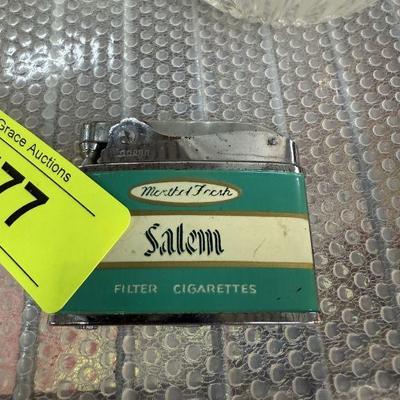 Grace Auctions
77
Menthol Fresh
Salem
FILTER CIGARETTES